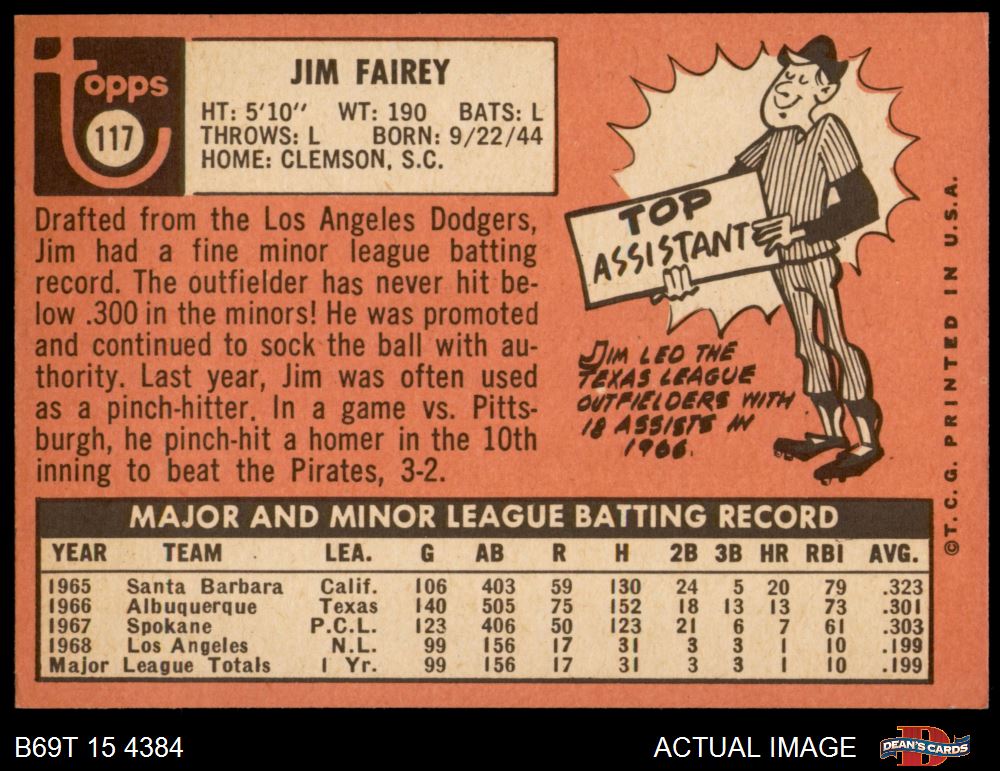 Topps
117
JIM FAIREY
HT: 5'10" WT: 190 BATS: L
THROWS: L BORN: 9/22/44
HOME: CLEMSON, S.C.
Drafted from the Los Angeles Dodgers,
Jim had a fine minor league batting
record. The outfielder has never hit be-
low .300 in the minors! He was promoted
and continued to sock the ball with au-
thority. Last year, Jim was often used
as a pinch-hitter. In a game vs. Pitts-
burgh, he pinch-hit a homer in the 10th
inning to beat the Pirates, 3-2.
TOP
ASSISTANT
JIM LED THE
TEXAS LEAGUE
OUTFIELDERS WITH
18 ASSISTS IN
1966.
©T.C.G. PRINTED IN U.S.A.
MAJOR AND MINOR LEAGUE BATTING RECORD
YEAR TEAM LEA. G AB R H 2B 3B HR RBI AVG.
1965 Santa Barbara Calif. 106 403 59 130 24 5 20 79 .323
1966 Albuquerque Texas 140 505 75 152 18 13 13 73 .301
1967 Spokane P.C.L. 123 406 50 123 21 6 7 61 .303
1968 Los Angeles N.L. 99 156 17 31 3 3 1 10 .199
Major League Totals 1 Yr. 99 156 17 31 3 3 1 10 .199
B69T 15 4384
ACTUAL IMAGE
DEAN'S CARDS